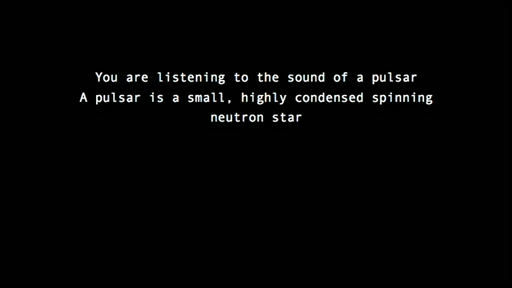 You are listening to the sound of a pulsar
A pulsar is a small, highly condensed spinning
neutron star